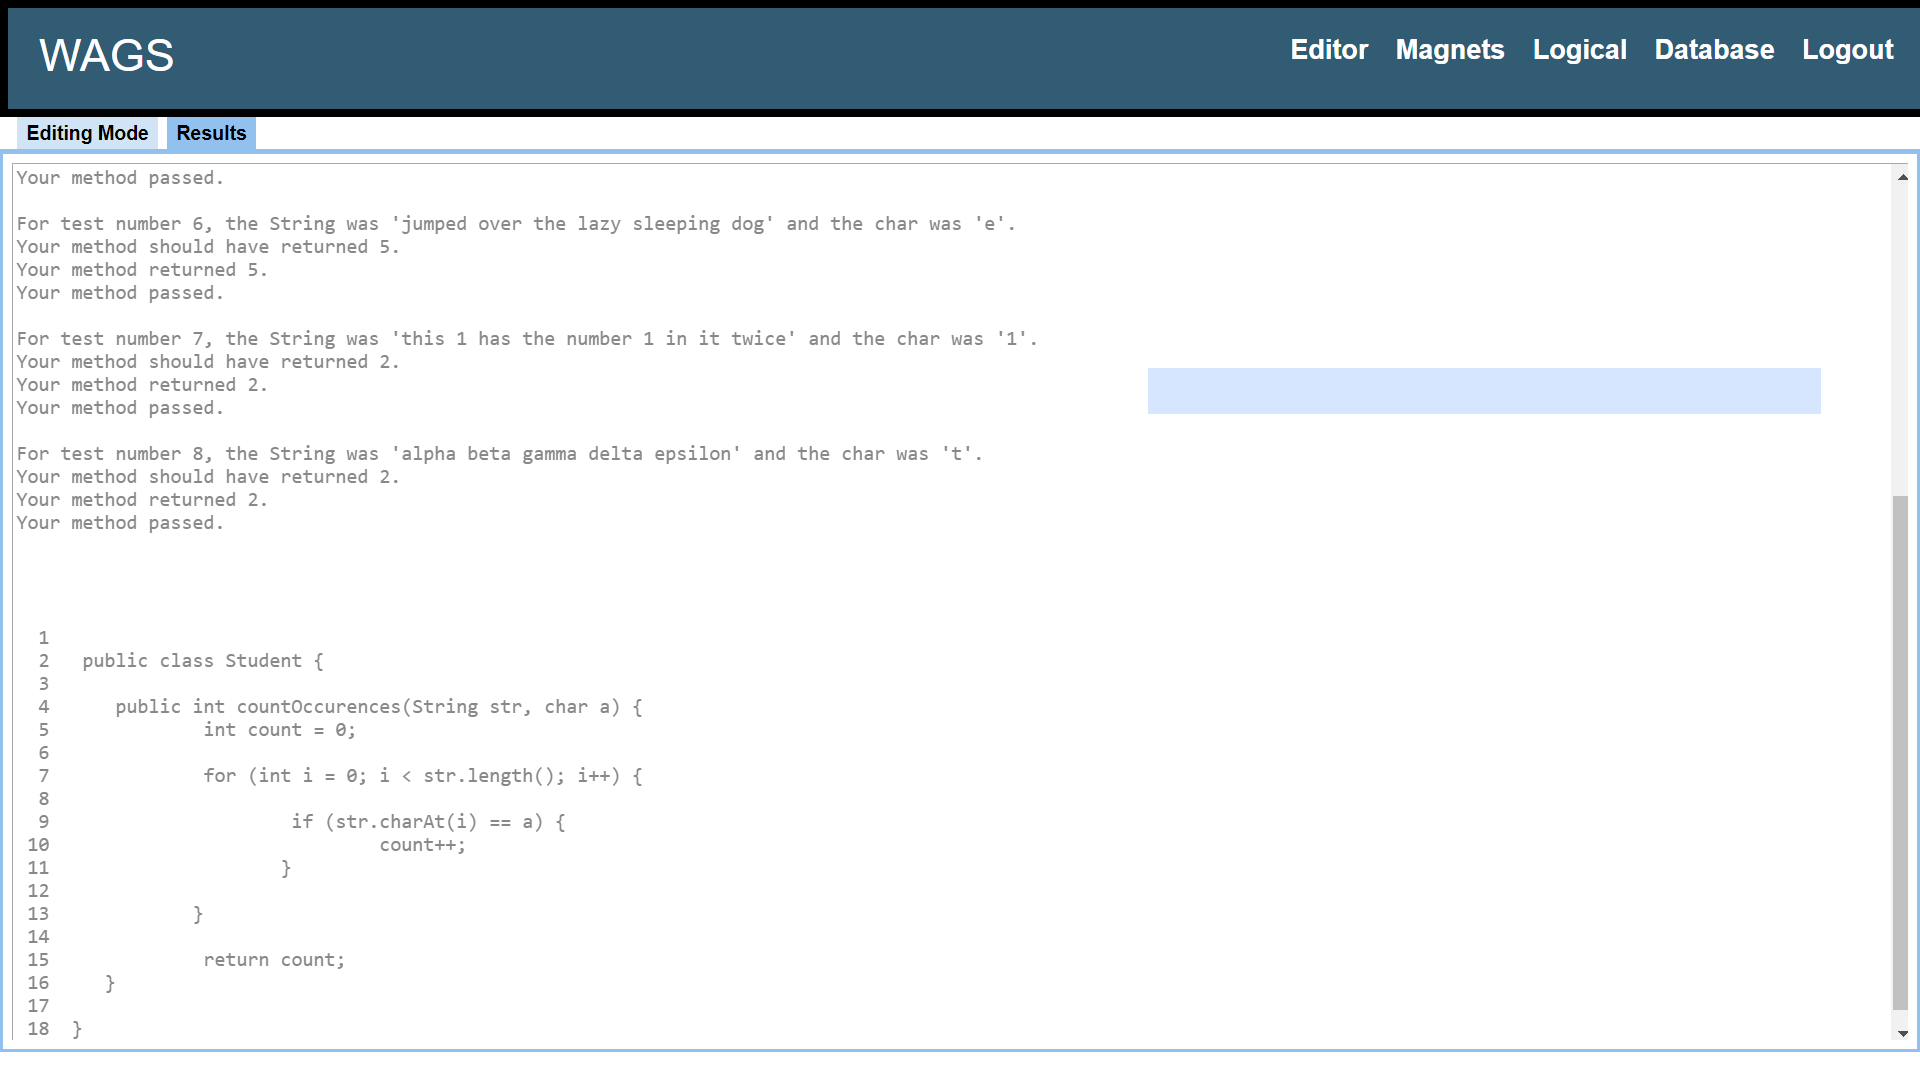 WAGS
Editor Magnets Logical Database Logout
Editing Mode Results
Your method passed.
For test number 6, the String was 'jumped over the lazy sleeping dog' and the char was 'e'.
Your method should have returned 5.
Your method returned 5.
Your method passed.
For test number 7, the String was 'this 1 has the number 1 in it twice' and the char was '1'.
Your method should have returned 2.
Your method returned 2.
Your method passed.
For test number 8, the String was 'alpha beta gamma delta epsilon' and the char was 't'.
Your method should have returned 2.
Your method returned 2.
Your method passed.
1
2 public class Student {
3
4 public int countOccurences(String str, char a) {
5 int count = 0;
6
7 for (int i = 0; i < str.length(); i++) {
8
9 if (str.charAt(i) == a) {
10 count++;
11 }
12
13 }
14
15 return count;
16 }
17
18 }